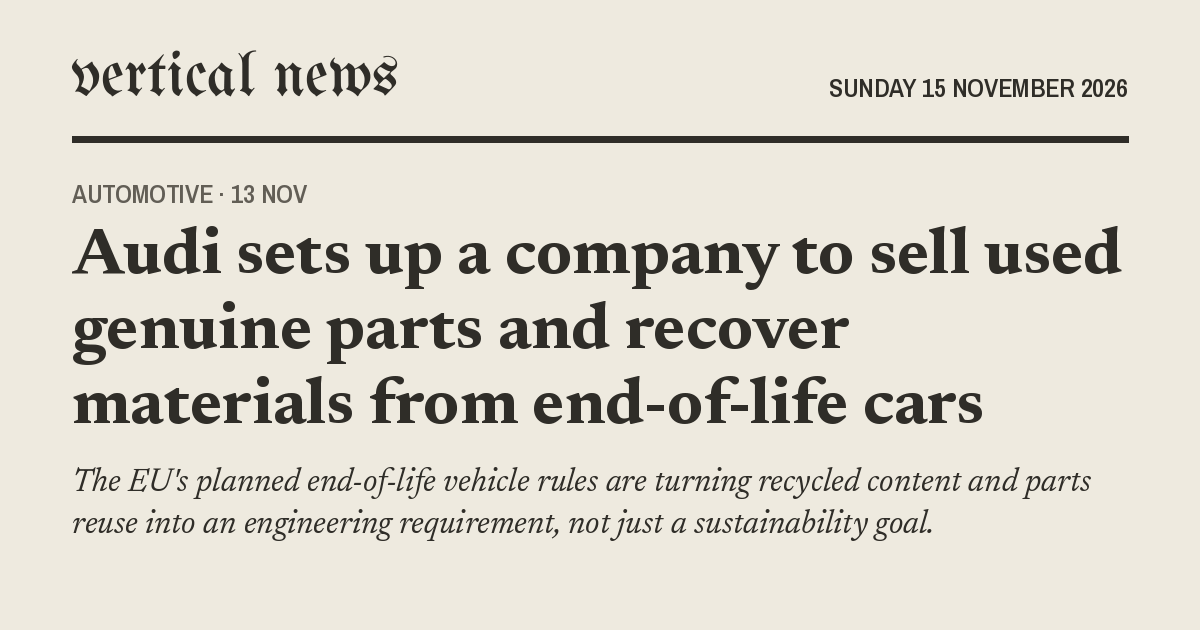 vertical news
SUNDAY 15 NOVEMBER 2026
AUTOMOTIVE · 13 NOV
Audi sets up a company to sell used
genuine parts and recover
materials from end-of-life cars
The EU's planned end-of-life vehicle rules are turning recycled content and parts
reuse into an engineering requirement, not just a sustainability goal.